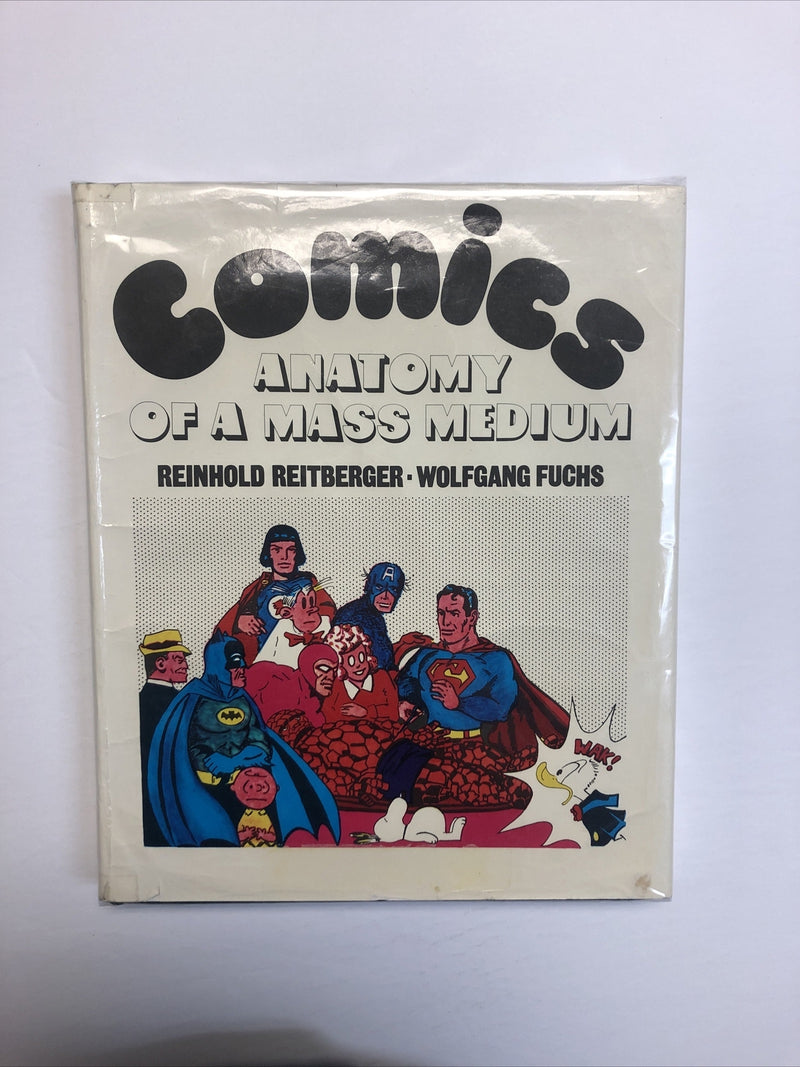 comics
ANATOMY
OF A MASS MEDIUM
REINHOLD REITBERGER · WOLFGANG FUCHS
A
S
WAK!